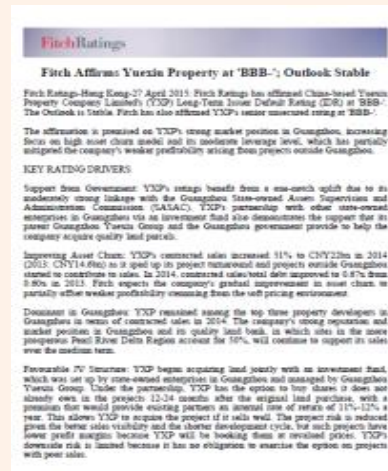 FitchRatings
Fitch Affirms Yuexiu Property at 'BBB-'; Outlook Stable
Fitch Ratings-Hong Kong-27 April 2015: Fitch Ratings has affirmed China-based Yuexiu
Property Company Limited's (YXP) Long-Term Issuer Default Rating (IDR) at 'BBB-'.
The Outlook is Stable. Fitch has also affirmed YXP's senior unsecured rating at 'BBB-'.
The affirmation is premised on YXP's strong market position in Guangzhou, increasing
focus on high asset churn model and its moderate leverage level, which has partially
mitigated the company's weaker profitability arising from projects outside Guangzhou.
KEY RATING DRIVERS
Support from Government: YXP's ratings benefit from a one-notch uplift due to its
moderately strong linkage with the Guangzhou State-owned Assets Supervision and
Administration Commission (SASAC). YXP's partnership with other state-owned
enterprises in Guangzhou via an investment fund also demonstrates the support that its
parent Guangzhou Yuexiu Group and the Guangzhou government provide to help the
company acquire quality land parcels.
Improving Asset Churn: YXP's contracted sales increased 51% to CNY22bn in 2014
(2013: CNY14.6bn) as it sped up its project turnaround and projects outside Guangzhou
started to contribute to sales. In 2014, contracted sales/total debt improved to 0.87x from
0.80x in 2013. Fitch expects the company's gradual improvement in asset churn to
partially offset weaker profitability stemming from the soft pricing environment.
Dominant in Guangzhou: YXP remained among the top three property developers in
Guangzhou in terms of contracted sales in 2014. The company's strong reputation and
market position in Guangzhou and its quality land bank, in which sites in the more
prosperous Pearl River Delta Region account for 50%, will continue to support its sales
over the medium term.
Favourable JV Structure: YXP began acquiring land jointly with an investment fund,
which was set up by state-owned enterprises in Guangzhou and managed by Guangzhou
Yuexiu Group. Under the partnership, YXP has the option to buy shares it does not
already own in the projects 12-24 months after the original land purchase, with a
premium that would provide existing partners an internal rate of return of 11%-12% a
year. This allows YXP to acquire the project if it sells well. The project risk is reduced
given the better sales visibility and the shorter development cycle, but such projects have
lower profit margins because YXP will be booking them at revalued prices. YXP's
downside risk is limited because it has no obligation to exercise the option on projects
with poor sales.